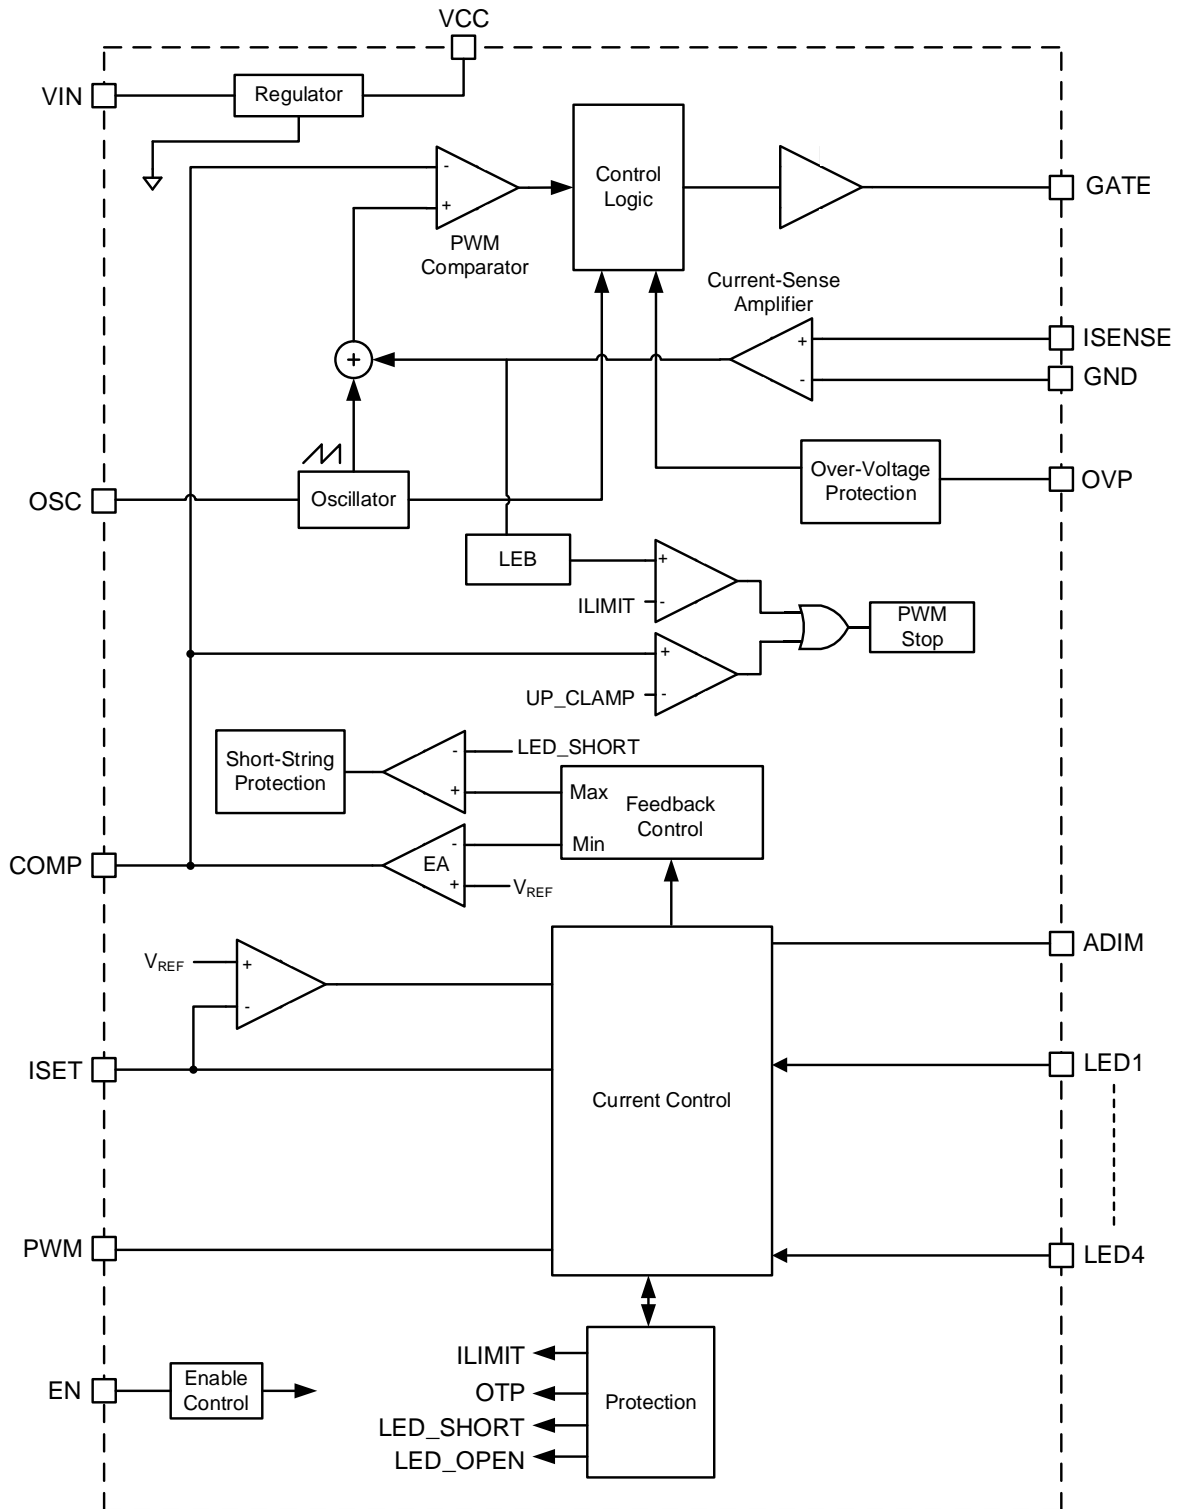 VCC
VIN
Regulator
-
+
PWM
Comparator
Control
Logic
GATE
Current-Sense
Amplifier
+
-
ISENSE
GND
+
OSC
Oscillator
Over-Voltage
Protection
OVP
LEB
+
ILIMIT
-
PWM
Stop
+
UP_CLAMP
-
Short-String
Protection
-
LED_SHORT
+
Max
Min
Feedback
Control
COMP
-
EA
+
VREF
ADIM
VREF
+
-
ISET
Current Control
LED1
PWM
LED4
EN
Enable
Control
ILIMIT
OTP
LED_SHORT
LED_OPEN
Protection